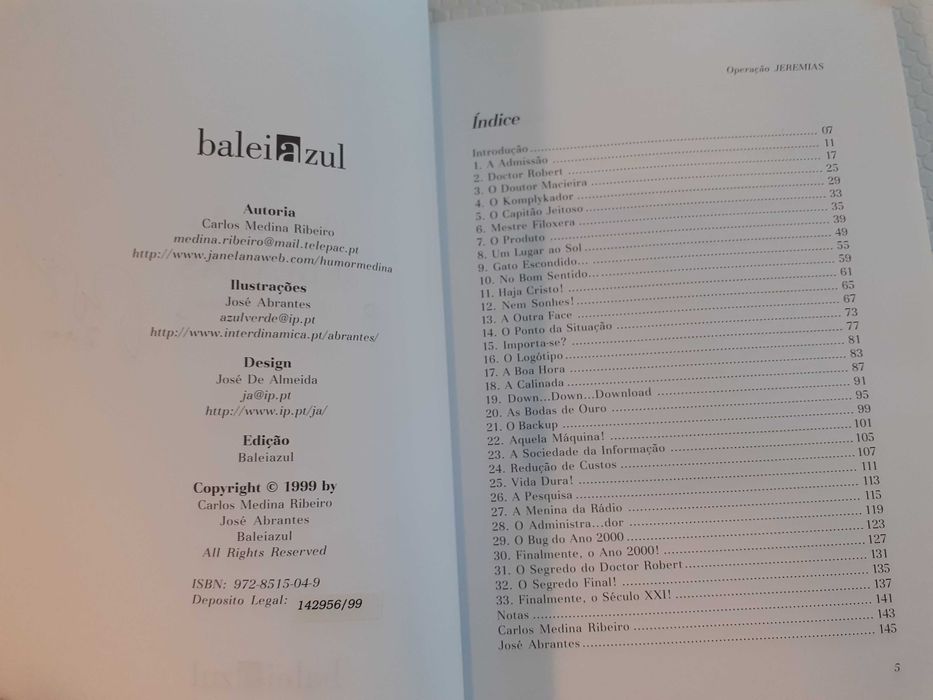 baleiazul
Autoria
Carlos Medina Ribeiro
medina.ribeiro@mail.telepac.pt
http://www.janelanaweb.com/humormedina
Ilustrações
José Abrantes
azulverde@ip.pt
http://www.interdinamica.pt/abrantes/
Design
José De Almeida
ja@ip.pt
http://www.ip.pt/ja/
Edição
Baleiazul
Copyright © 1999 by
Carlos Medina Ribeiro
José Abrantes
Baleiazul
All Rights Reserved
ISBN: 972-8515-04-9
Deposito Legal: 142956/99
Operação JEREMIAS
Índice
Introdução 07
1. A Admissão 11
2. Doctor Robert 17
3. O Doutor Macieira 25
4. O Komplykador 29
5. O Capitão Jeitoso 33
6. Mestre Filoxera 35
7. O Produto 39
8. Um Lugar ao Sol 49
9. Gato Escondido... 55
10. No Bom Sentido... 59
11. Haja Cristo! 61
12. Nem Sonhes! 65
13. A Outra Face 67
14. O Ponto da Situação 73
15. Importa-se? 77
16. O Logótipo 81
17. A Boa Hora 83
18. A Calinada 87
19. Down...Down...Download 91
20. As Bodas de Ouro 95
21. O Backup 99
22. Aquela Máquina! 101
23. A Sociedade da Informação 105
24. Redução de Custos 107
25. Vida Dura! 111
26. A Pesquisa 113
27. A Menina da Rádio 115
28. O Administra...dor 119
29. O Bug do Ano 2000 123
30. Finalmente, o Ano 2000! 127
31. O Segredo do Doctor Robert 131
32. O Segredo Final! 135
33. Finalmente, o Século XXI! 137
Notas 141
Carlos Medina Ribeiro 143
José Abrantes 145
5